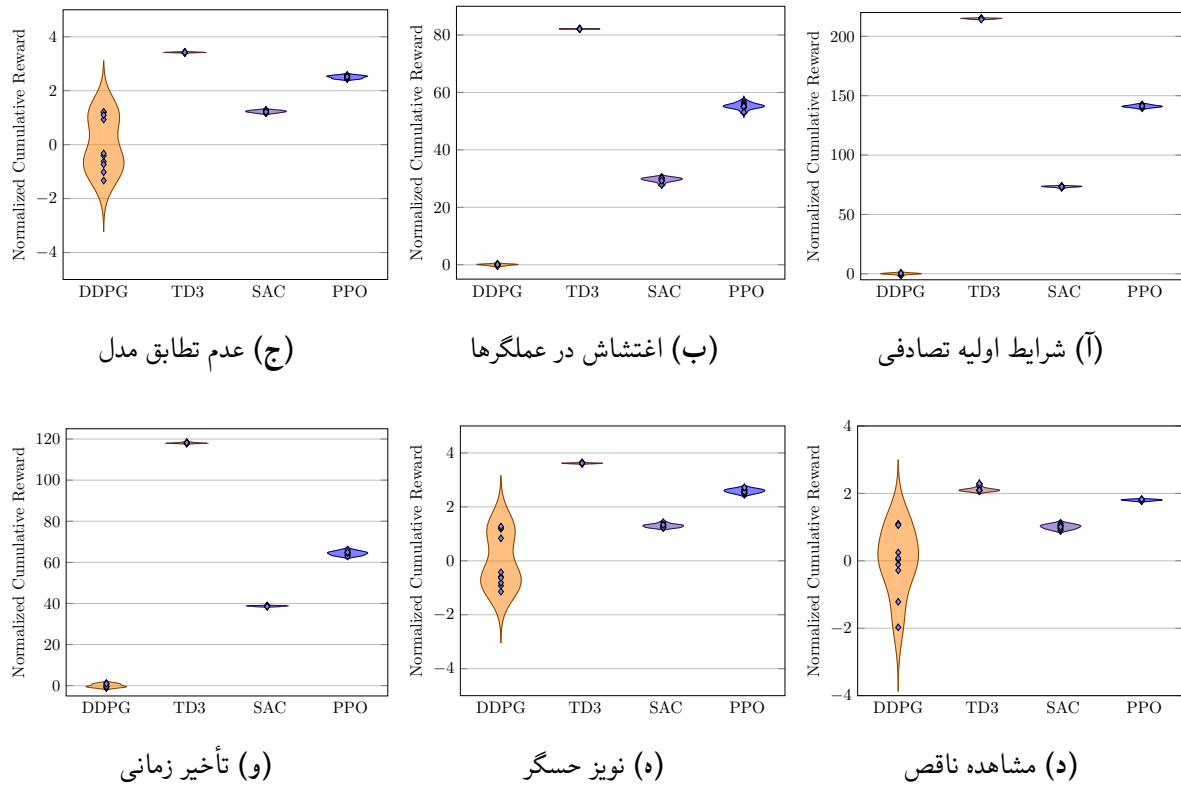 Normalized Cumulative Reward
200
150
100
50
0
DDPG TD3 SAC PPO
(آ) شرایط اولیه تصادفی
Normalized Cumulative Reward
80
60
40
20
0
DDPG TD3 SAC PPO
(ب) اغتشاش در عملگرها
Normalized Cumulative Reward
4
2
0
−2
−4
DDPG TD3 SAC PPO
(ج) عدم تطابق مدل
Normalized Cumulative Reward
4
2
0
−2
−4
DDPG TD3 SAC PPO
(د) مشاهده ناقص
Normalized Cumulative Reward
4
2
0
−2
−4
DDPG TD3 SAC PPO
(ه) نویز حسگر
Normalized Cumulative Reward
120
100
80
60
40
20
0
DDPG TD3 SAC PPO
(و) تأخیر زمانی